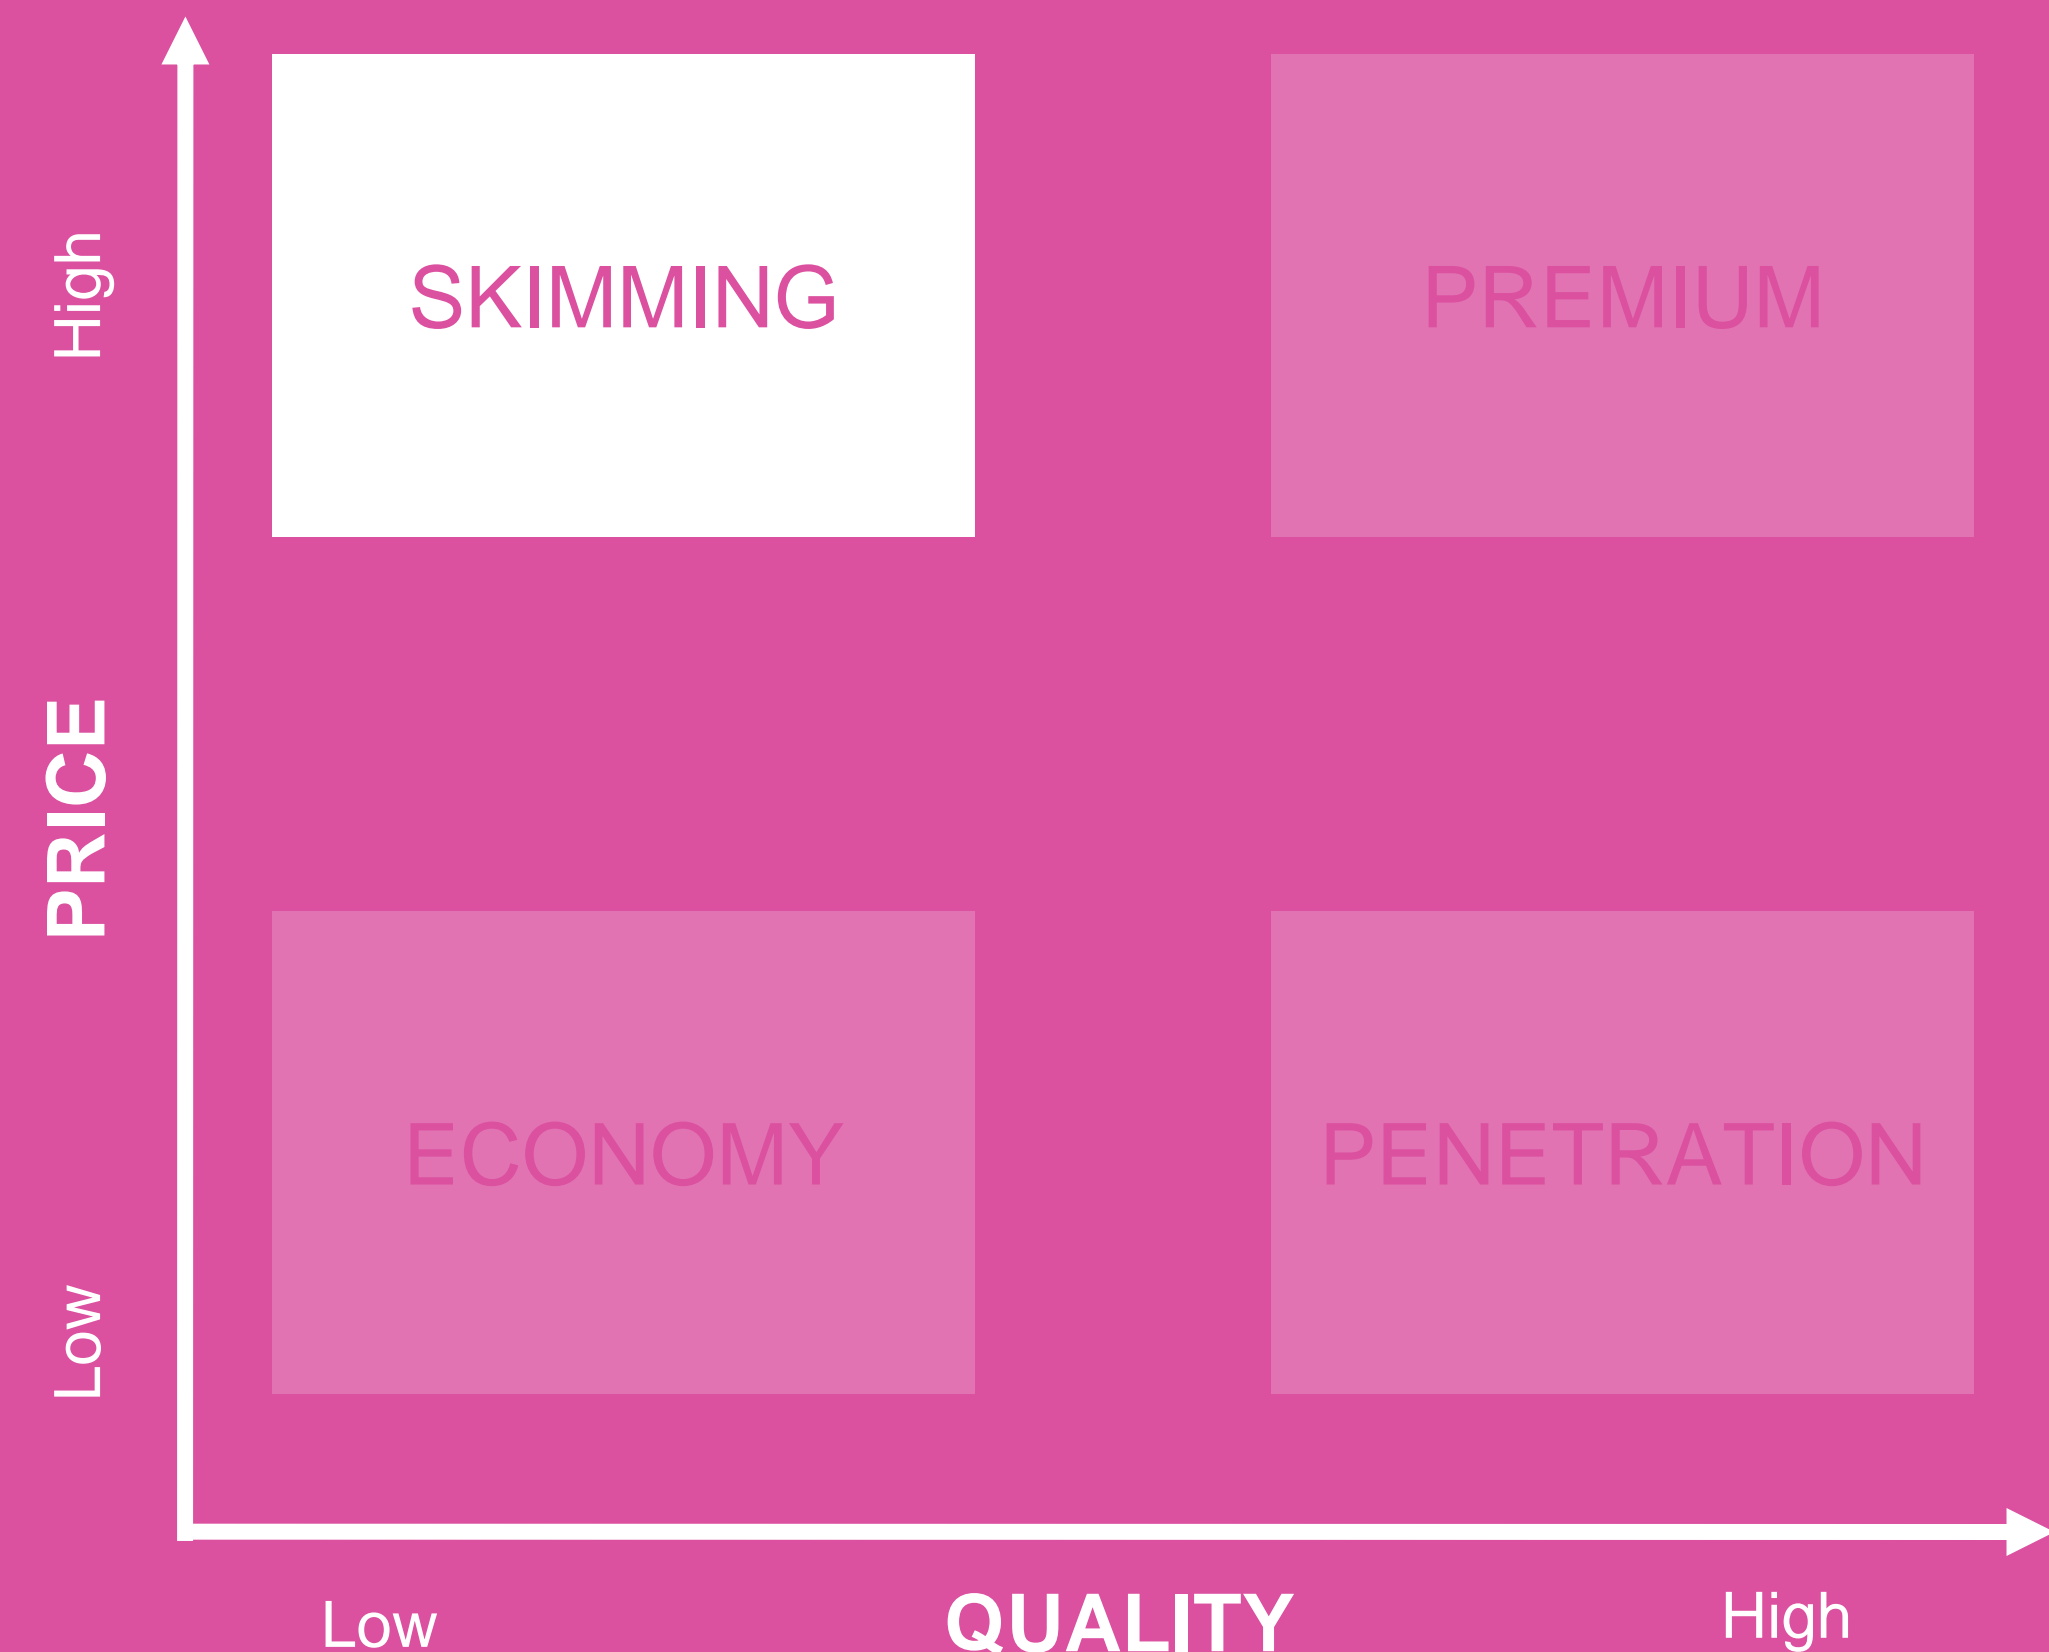 High
SKIMMING
PREMIUM
PRICE
ECONOMY
PENETRATION
Low
Low
QUALITY
High